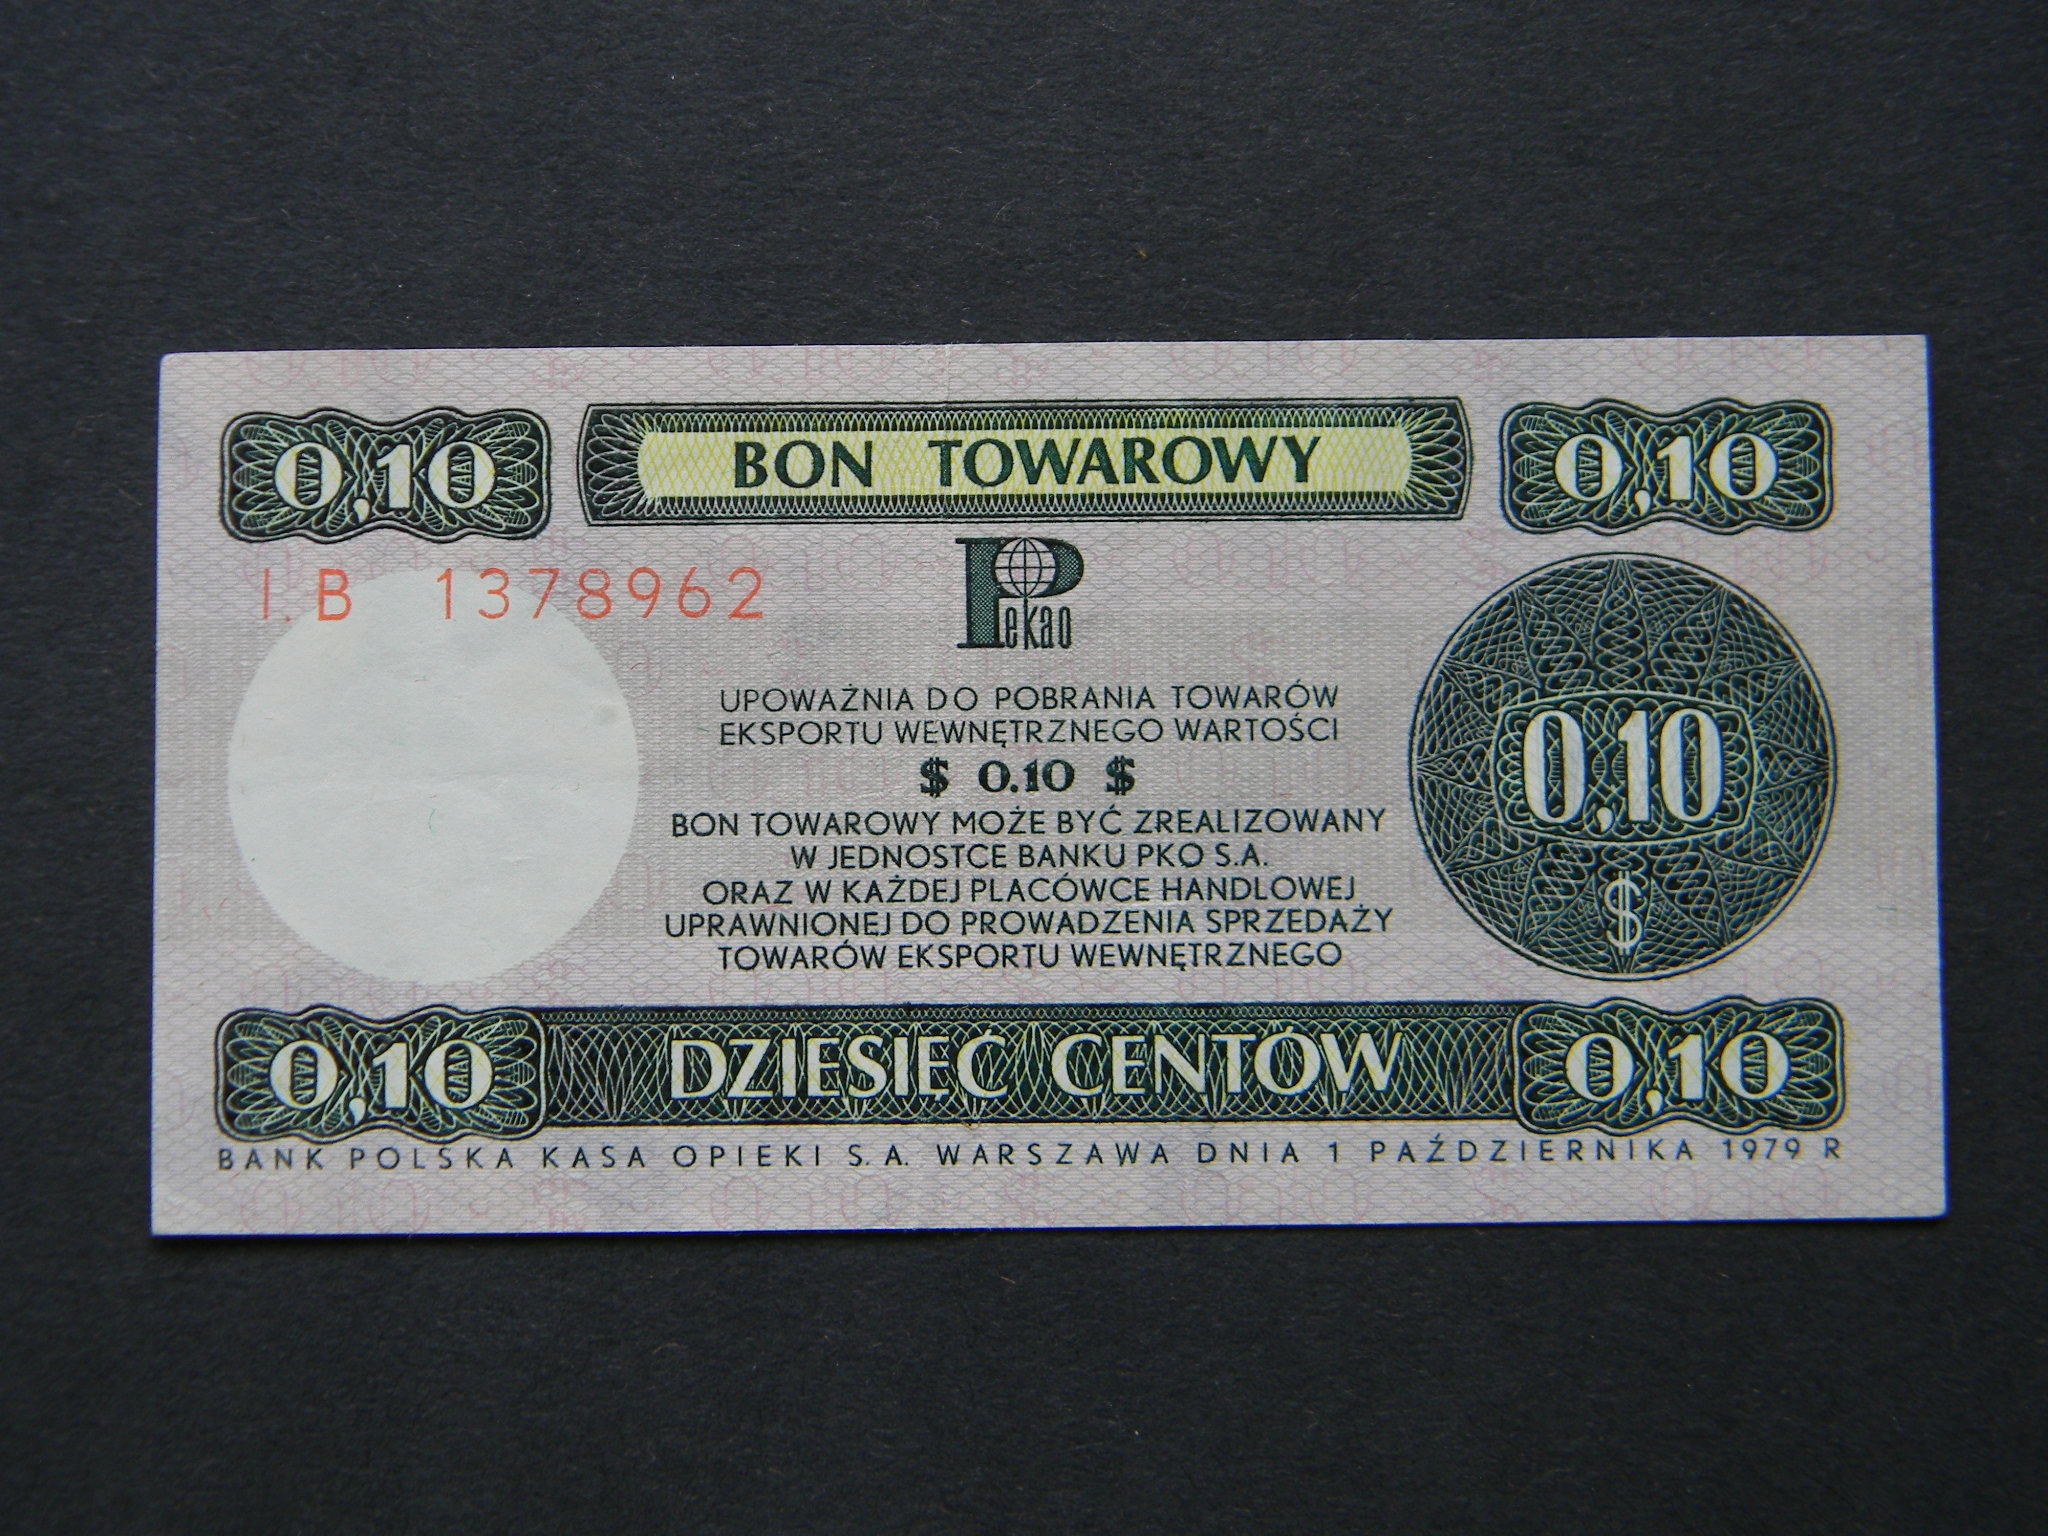 0,10 BON TOWAROWY 0,10
I. B 1378962
Pekao
UPOWAŻNIA DO POBRANIA TOWARÓW
EKSPORTU WEWNĘTRZNEGO WARTOŚCI
$ 0.10 $
BON TOWAROWY MOŻE BYĆ ZREALIZOWANY
W JEDNOSTCE BANKU PKO S.A.
ORAZ W KAŻDEJ PLACÓWCE HANDLOWEJ
UPRAWNIONEJ DO PROWADZENIA SPRZEDAŻY
TOWARÓW EKSPORTU WEWNĘTRZNEGO
0,10
$
0,10 DZIESIĘĆ CENTÓW 0,10
BANK POLSKA KASA OPIEKI S.A. WARSZAWA DNIA 1 PAŹDZIERNIKA 1979 R